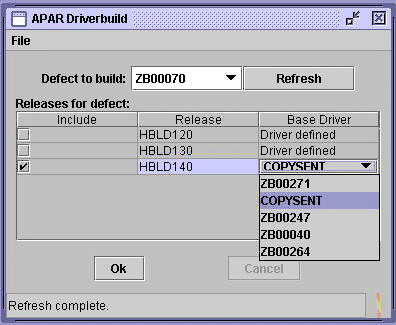 APAR Driverbuild
File
Defect to build: ZB00070 Refresh
Releases for defect:
Include Release Base Driver
HBLD120 Driver defined
HBLD130 Driver defined
HBLD140 COPYSENT
ZB00271
COPYSENT
ZB00247
ZB00040
ZB00264
Ok Cancel
Refresh complete.